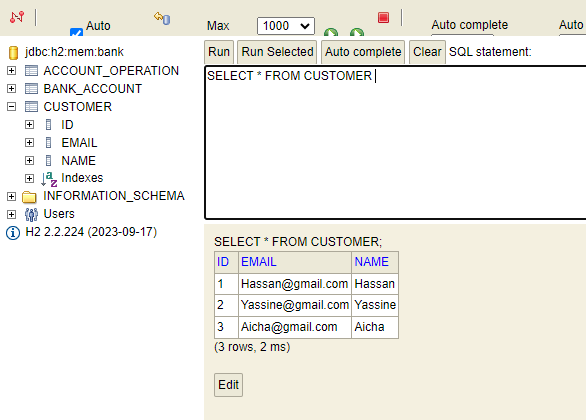 Auto
Max
1000
Auto complete
Auto
jdbc:h2:mem:bank
ACCOUNT_OPERATION
BANK_ACCOUNT
CUSTOMER
ID
EMAIL
NAME
Indexes
INFORMATION_SCHEMA
Users
H2 2.2.224 (2023-09-17)
Run Run Selected Auto complete Clear SQL statement:
SELECT * FROM CUSTOMER
SELECT * FROM CUSTOMER;
ID EMAIL NAME
1 Hassan@gmail.com Hassan
2 Yassine@gmail.com Yassine
3 Aicha@gmail.com Aicha
(3 rows, 2 ms)
Edit